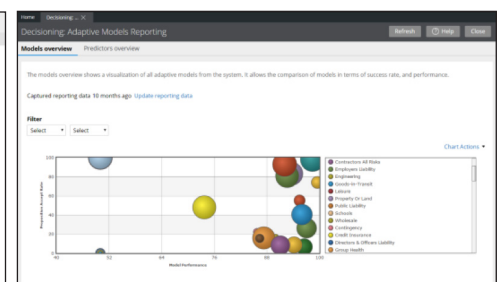 Home Decisioning: ... ×
Decisioning: Adaptive Models Reporting Refresh Help Close
Models overview Predictors overview
The models overview shows a visualisation of all adaptive models from the system. It allows the comparison of models in terms of success rate, and performance.
Captured reporting data 10 months ago Update reporting data
Filter
Select Select
Chart Actions
100
80
60
40
20
0
40 52 64 76 88 100
Proposition Accept Rate
Model Performance
Contractors All Risks
Employers Liability
Engineering
Goods-in-Transit
Leisure
Property Or Land
Public Liability
Schools
Wholesale
Contingency
Credit Insurance
Directors & Officers Liability
Group Health